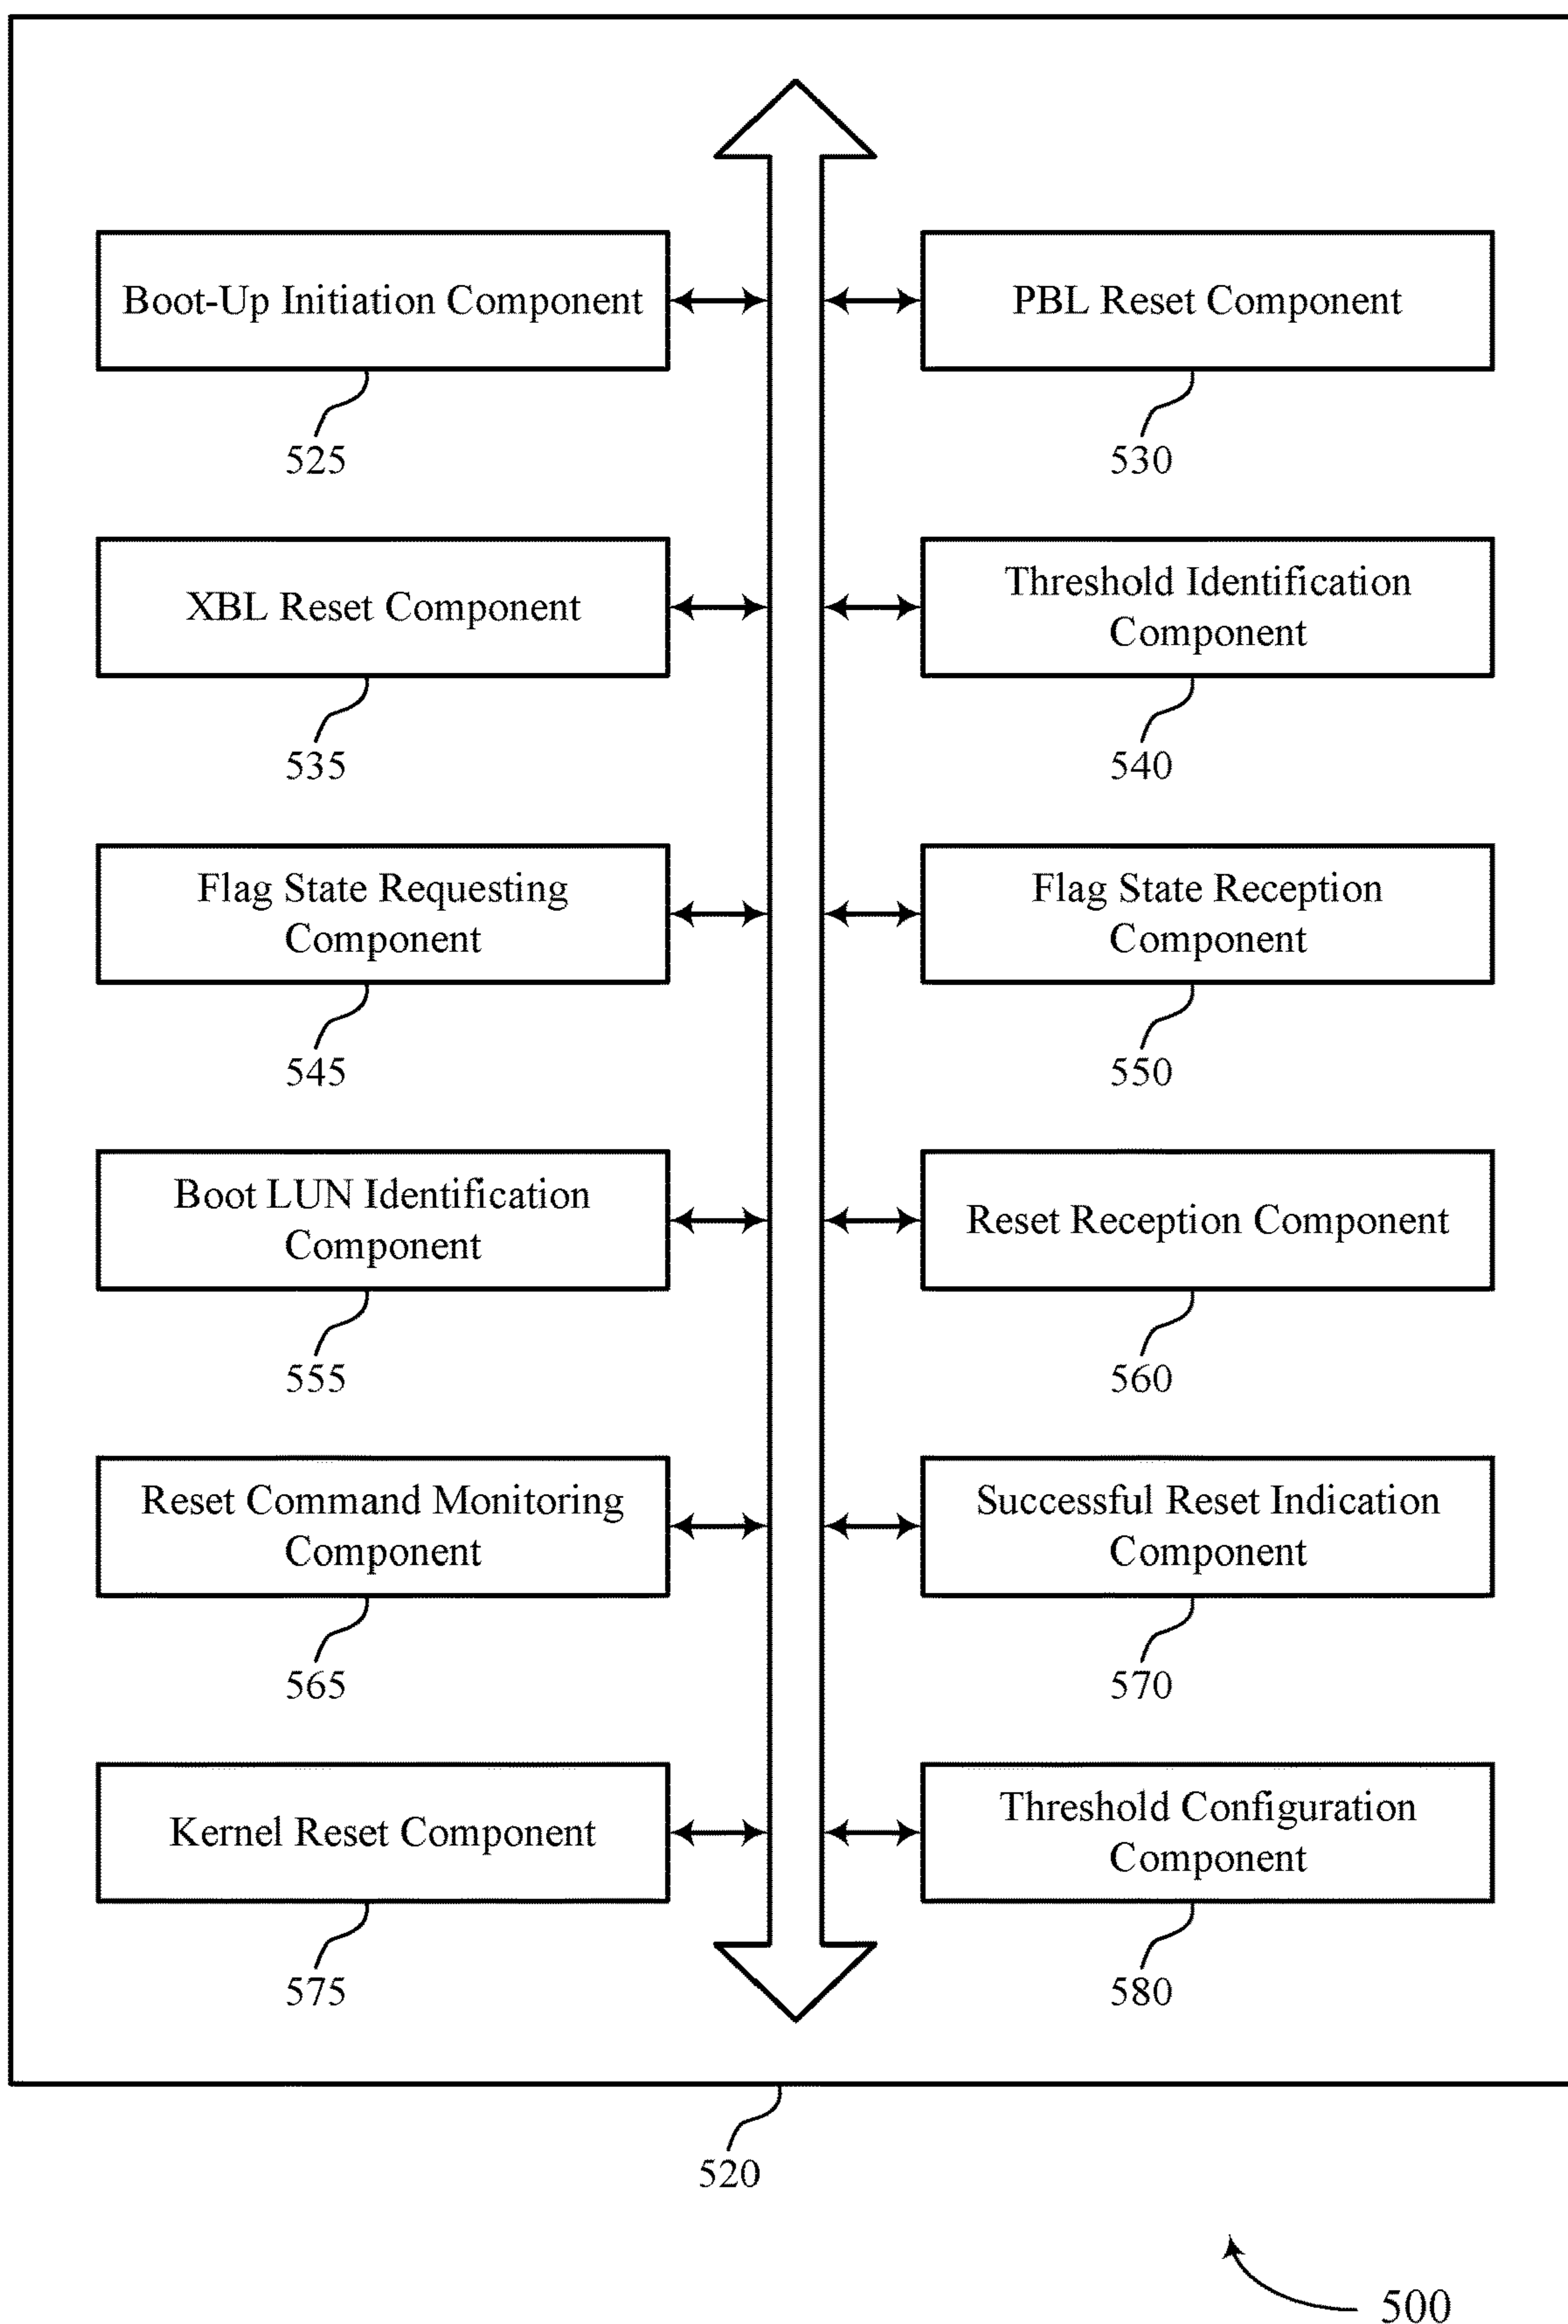 Boot-Up Initiation Component
525
PBL Reset Component
530
XBL Reset Component
535
Threshold Identification
Component
540
Flag State Requesting
Component
545
Flag State Reception
Component
550
Boot LUN Identification
Component
555
Reset Reception Component
560
Reset Command Monitoring
Component
565
Successful Reset Indication
Component
570
Kernel Reset Component
575
Threshold Configuration
Component
580
520
500